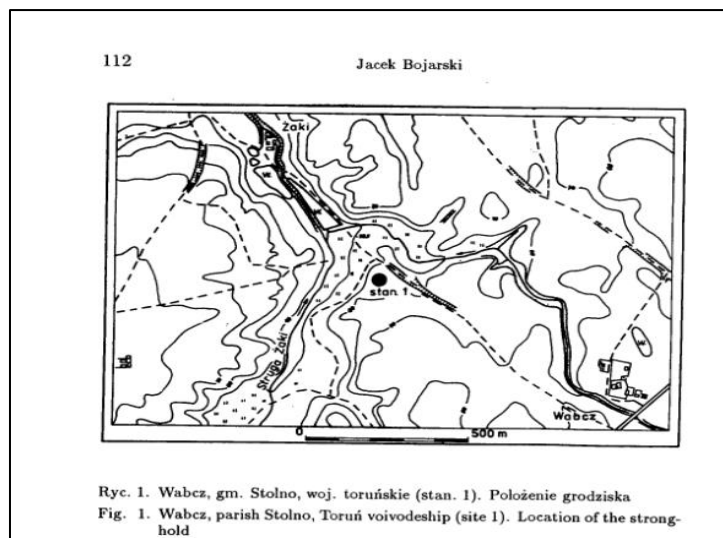 112
Jacek Bojarski
Żaki
stan. 1
Struga Żaki
Wabcz
0
500 m
Ryc. 1. Wabcz, gm. Stolno, woj. toruńskie (stan. 1). Położenie grodziska
Fig. 1. Wabcz, parish Stolno, Toruń voivodeship (site 1). Location of the strong-
hold